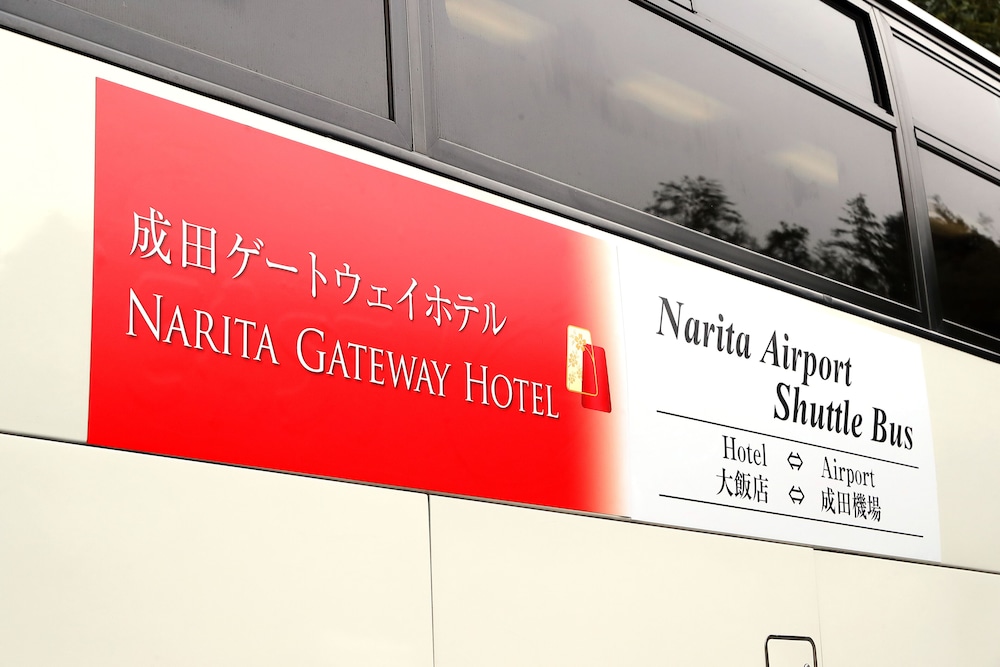 成田ゲートウェイホテル
NARITA GATEWAY HOTEL
Narita Airport
Shuttle Bus
Hotel ⇔ Airport
大飯店 ⇔ 成田機場